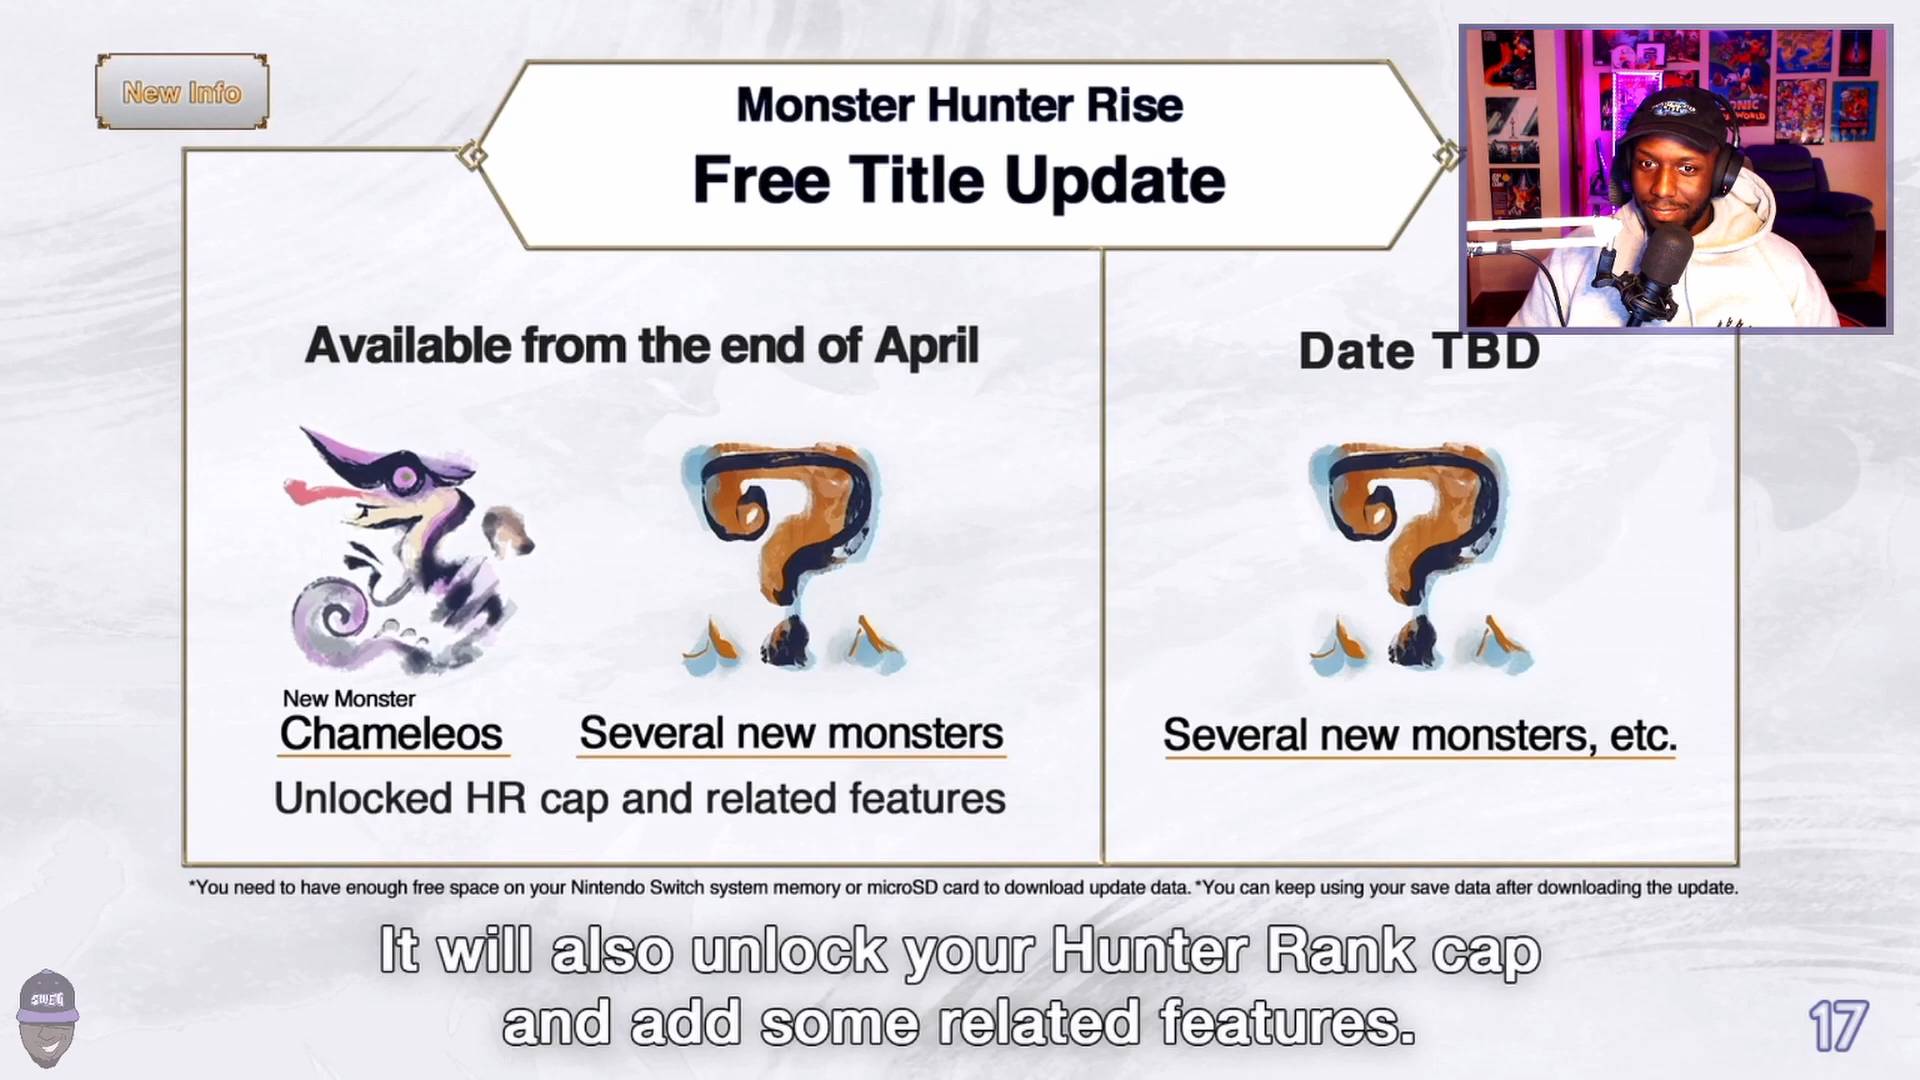 New Info
Monster Hunter Rise
Free Title Update
Available from the end of April
Date TBD
New Monster
Chameleos
Several new monsters
Several new monsters, etc.
Unlocked HR cap and related features
*You need to have enough free space on your Nintendo Switch system memory or microSD card to download update data. *You can keep using your save data after downloading the update.
It will also unlock your Hunter Rank cap
and add some related features.
SWEG
17
SONIC
WORLD